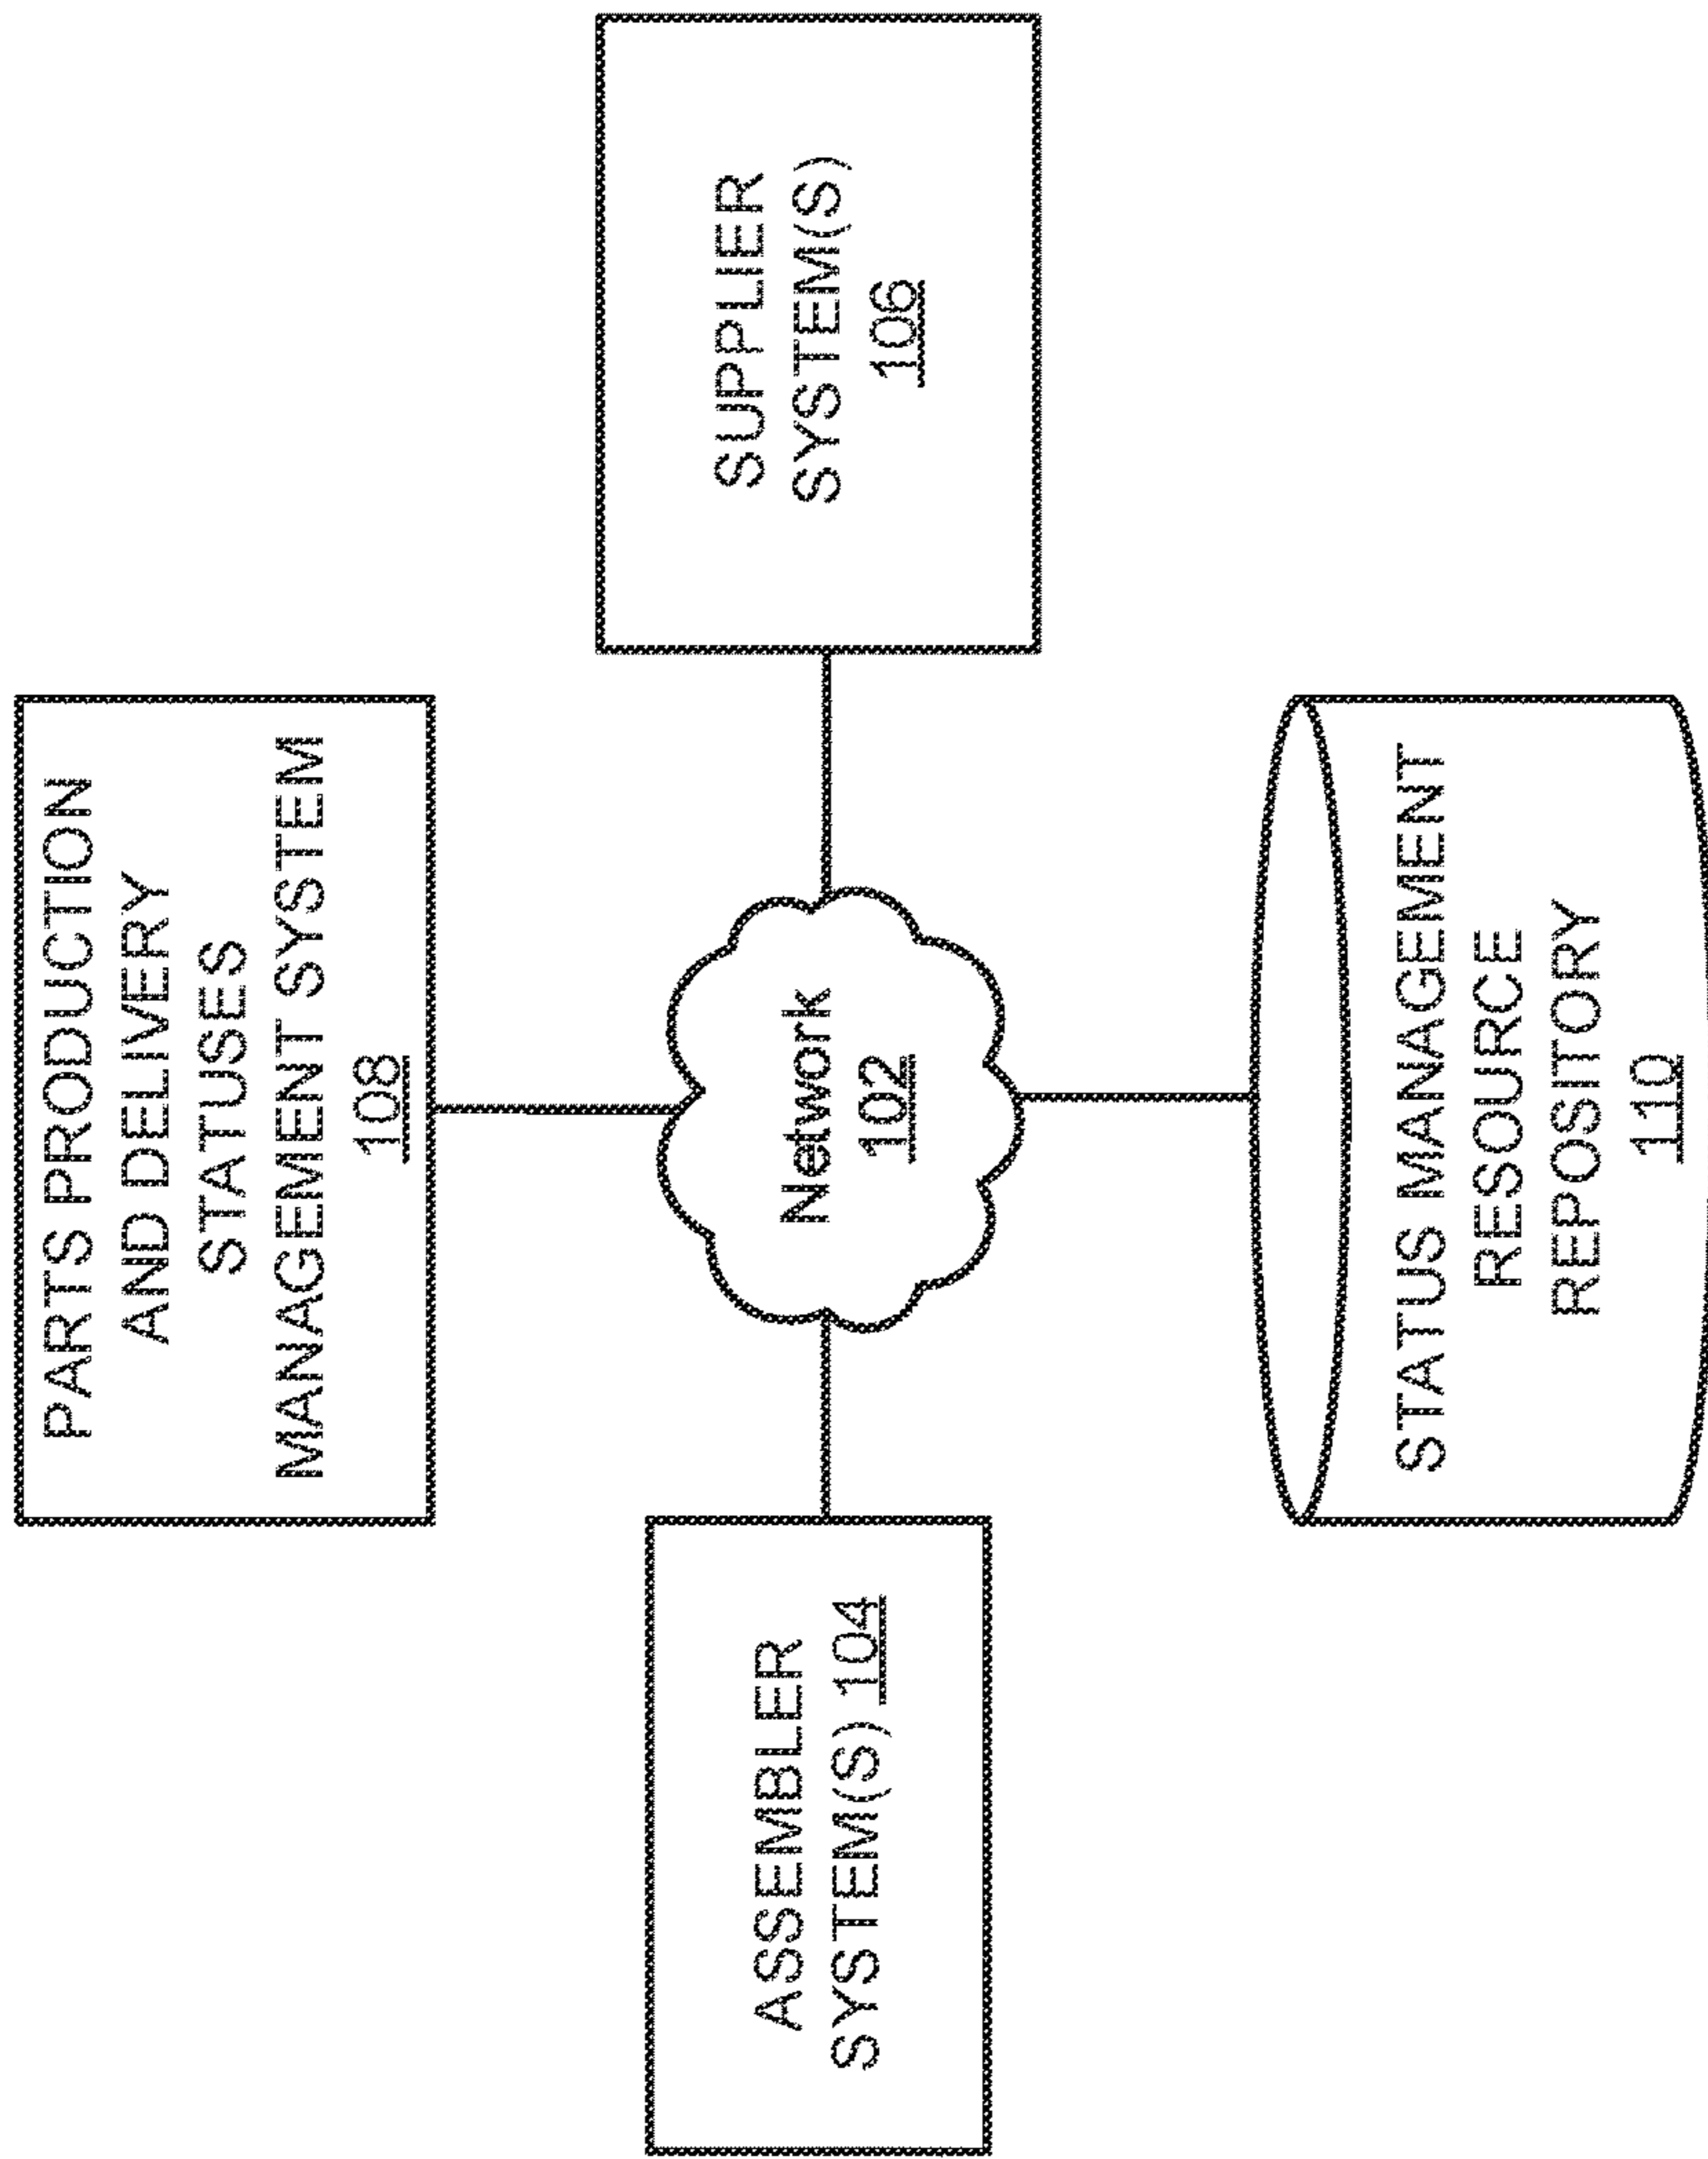 PARTS PRODUCTION
AND DELIVERY
STATUSES
MANAGEMENT SYSTEM
108
ASSEMBLER
SYSTEM(S) 104
Network
102
SUPPLIER
SYSTEM(S)
106
STATUS MANAGEMENT
RESOURCE
REPOSITORY
110